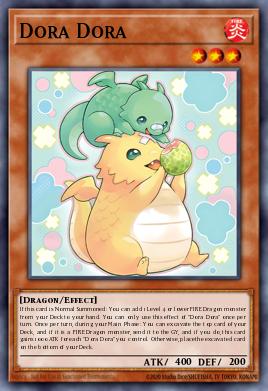 DORA DORA
FIRE
炎
[DRAGON/EFFECT]
If this card is Normal Summoned: You can add 1 Level 4 or lower FIRE Dragon monster
from your Deck to your hand. You can only use this effect of "Dora Dora" once per
turn. Once per turn, during your Main Phase: You can excavate the top card of your
Deck, and if it is a FIRE Dragon monster, send it to the GY, and if you do, this card
gains 1000 ATK for each "Dora Dora" you control. Otherwise, place the excavated card
on the bottom of your Deck.
ATK/ 400 DEF/ 200
©2020 Studio Dice/SHUEISHA, TV TOKYO, KONAMI